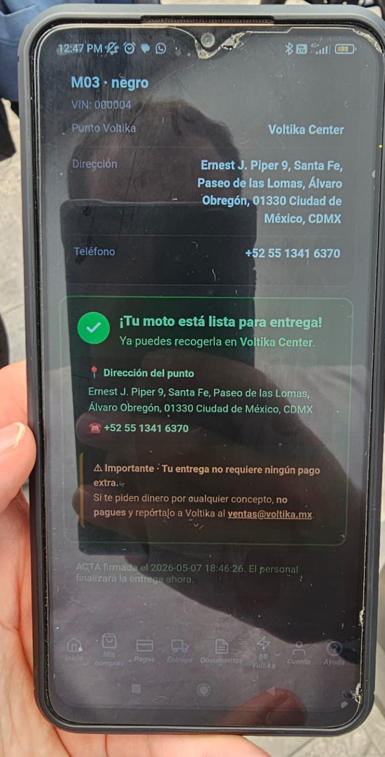 12:47 PM
M03 · negro
VIN: 000004
Punto Voltika
Voltika Center
Dirección
Ernest J. Piper 9, Santa Fe,
Paseo de las Lomas, Álvaro
Obregón, 01330 Ciudad de
México, CDMX
Teléfono
+52 55 1341 6370
¡Tu moto está lista para entrega!
Ya puedes recogerla en Voltika Center.
Dirección del punto
Ernest J. Piper 9, Santa Fe, Paseo de las Lomas,
Álvaro Obregón, 01330 Ciudad de México, CDMX
+52 55 1341 6370
⚠ Importante · Tu entrega no requiere ningún pago
extra.
Si te piden dinero por cualquier concepto, no
pagues y repórtalo a Voltika al ventas@voltika.mx.
ACTA firmada el 2026-05-07 18:46:26. El personal
finalizará la entrega ahora.
Inicio
Mis
compras
Pagos
Entrega
Documentos
Mi
Voltika
Cuenta
Ayuda